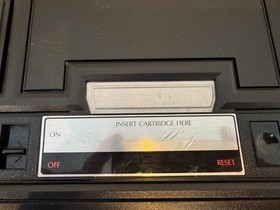 INSERT CARTRIDGE HERE
ON
OFF RESET